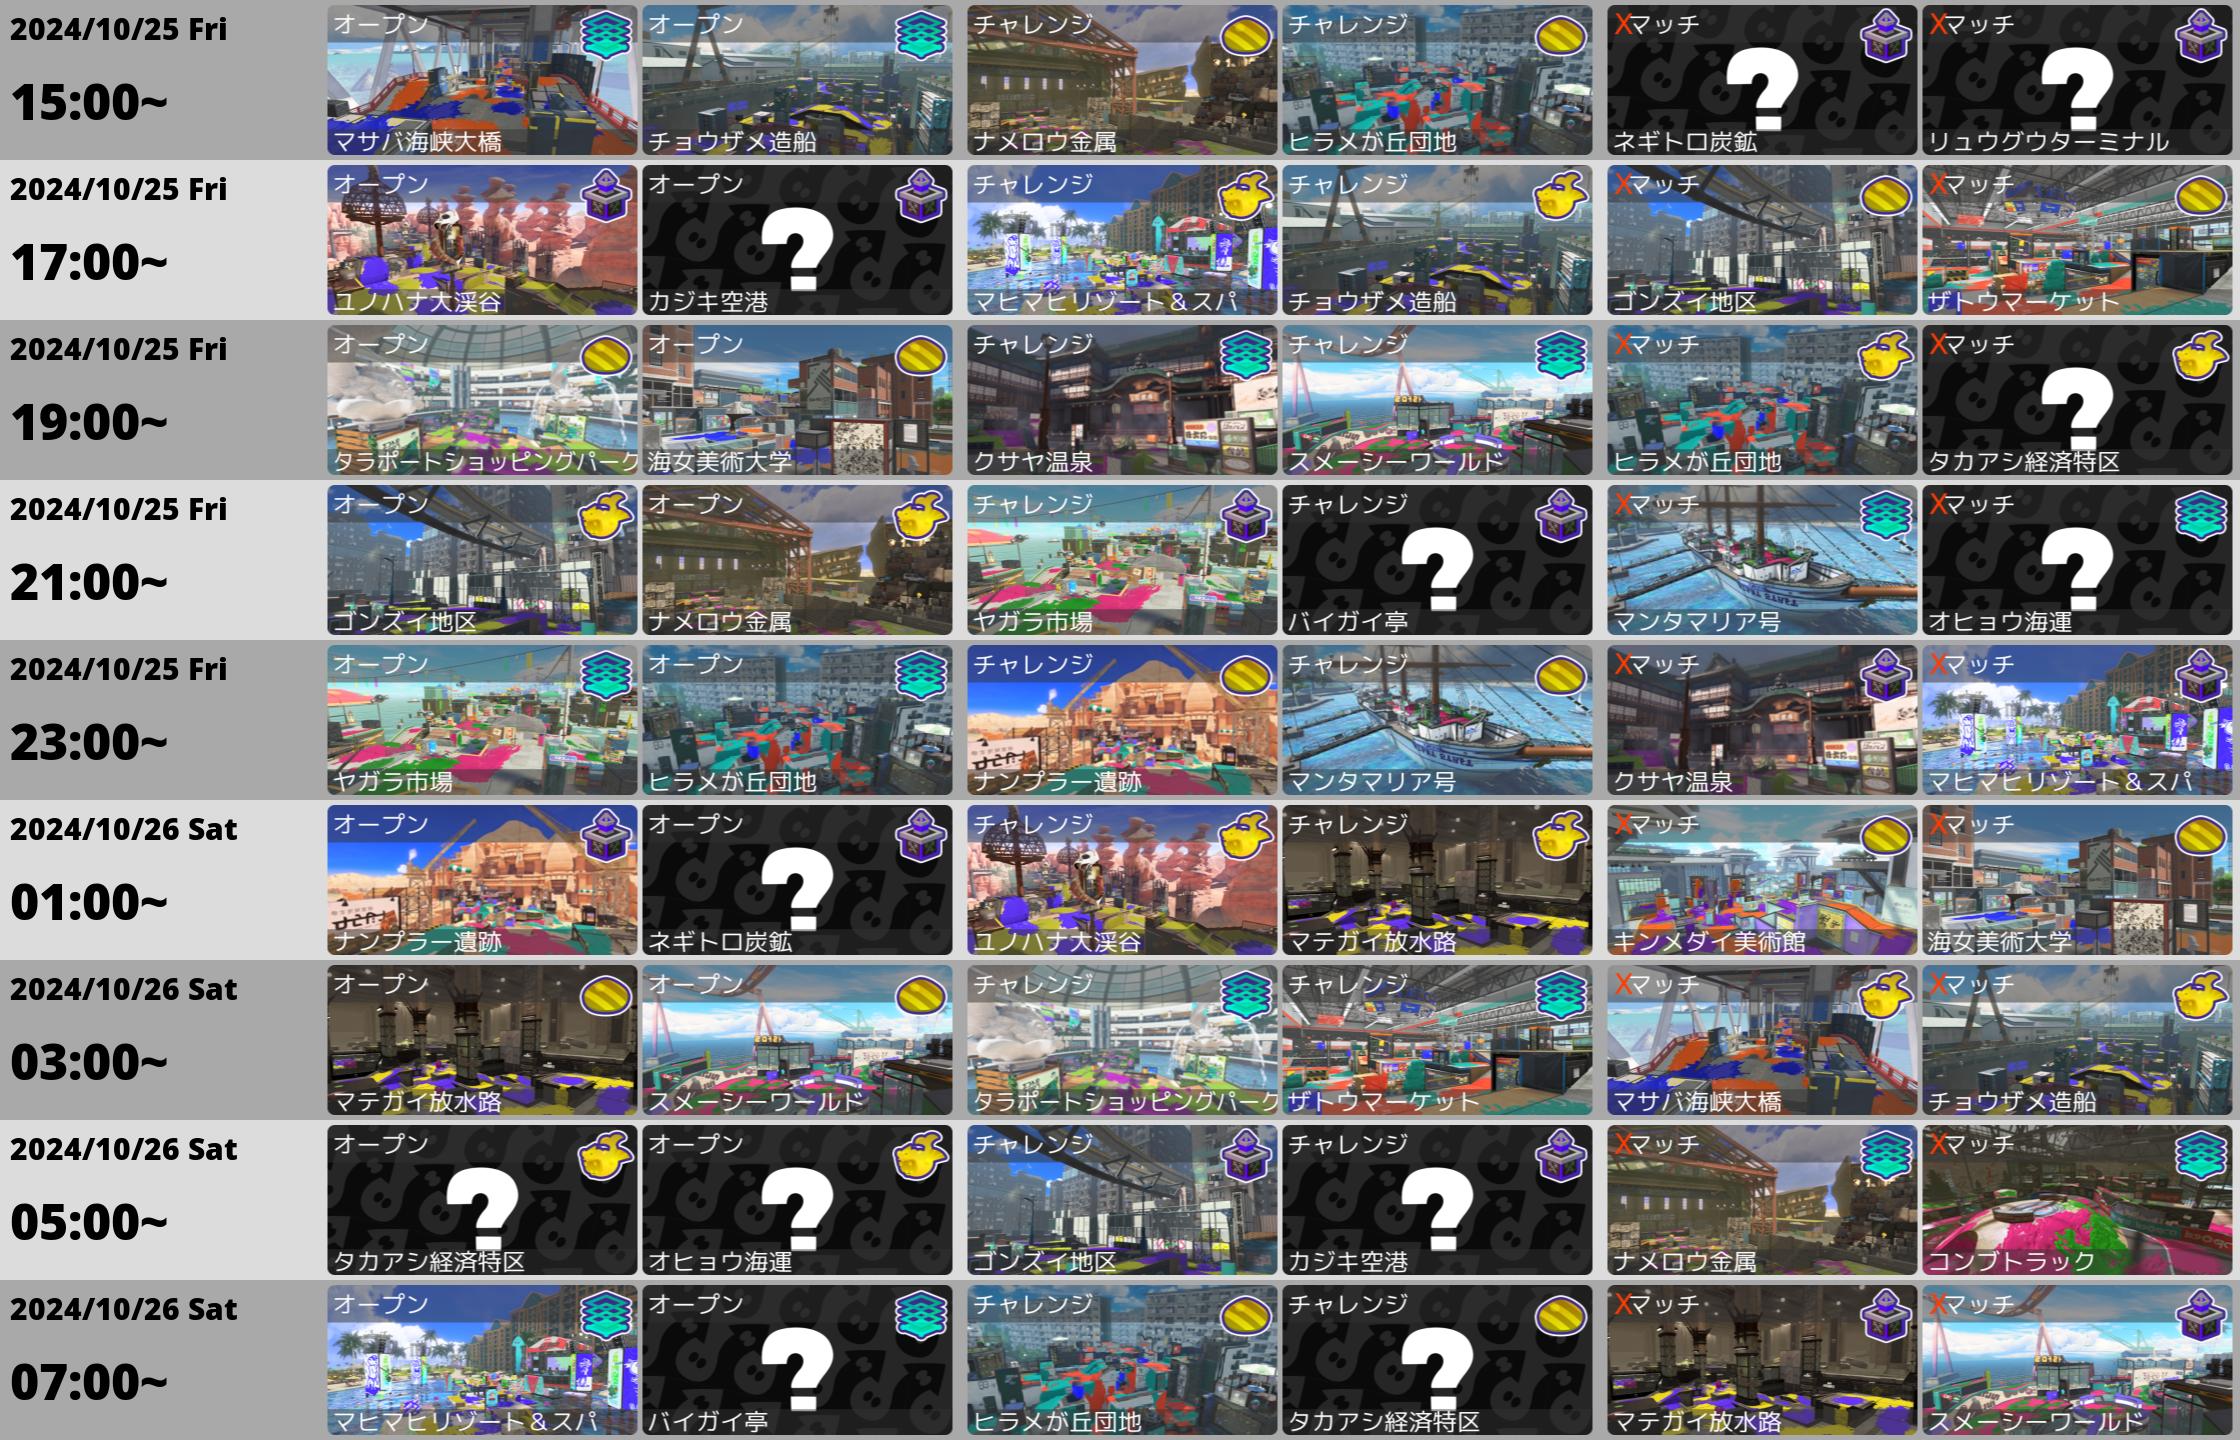 2024/10/25 Fri
15:00~
オープン
マサバ海峡大橋
オープン
チョウザメ造船
チャレンジ
ナメロウ金属
チャレンジ
ヒラメが丘団地
Xマッチ
ネギトロ炭鉱
Xマッチ
リュウグウターミナル
2024/10/25 Fri
17:00~
オープン
ユノハナ大渓谷
オープン
カジキ空港
チャレンジ
マヒマヒリゾート＆スパ
チャレンジ
チョウザメ造船
Xマッチ
ゴンズイ地区
Xマッチ
ザトウマーケット
2024/10/25 Fri
19:00~
オープン
タラポートショッピングパーク
オープン
海女美術大学
チャレンジ
クサヤ温泉
チャレンジ
スメーシーワールド
Xマッチ
ヒラメが丘団地
Xマッチ
タカアシ経済特区
2024/10/25 Fri
21:00~
オープン
ゴンズイ地区
オープン
ナメロウ金属
チャレンジ
ヤガラ市場
チャレンジ
バイガイ亭
Xマッチ
マンタマリア号
Xマッチ
オヒョウ海運
2024/10/25 Fri
23:00~
オープン
ヤガラ市場
オープン
ヒラメが丘団地
チャレンジ
ナンプラー遺跡
チャレンジ
マンタマリア号
Xマッチ
クサヤ温泉
Xマッチ
マヒマヒリゾート＆スパ
2024/10/26 Sat
01:00~
オープン
ナンプラー遺跡
オープン
ネギトロ炭鉱
チャレンジ
ユノハナ大渓谷
チャレンジ
マテガイ放水路
Xマッチ
キンメダイ美術館
Xマッチ
海女美術大学
2024/10/26 Sat
03:00~
オープン
マテガイ放水路
オープン
スメーシーワールド
チャレンジ
タラポートショッピングパーク
チャレンジ
ザトウマーケット
Xマッチ
マサバ海峡大橋
Xマッチ
チョウザメ造船
2024/10/26 Sat
05:00~
オープン
タカアシ経済特区
オープン
オヒョウ海運
チャレンジ
ゴンズイ地区
チャレンジ
カジキ空港
Xマッチ
ナメロウ金属
Xマッチ
コンブトラック
2024/10/26 Sat
07:00~
オープン
マヒマヒリゾート＆スパ
オープン
バイガイ亭
チャレンジ
ヒラメが丘団地
チャレンジ
タカアシ経済特区
Xマッチ
マテガイ放水路
Xマッチ
スメーシーワールド